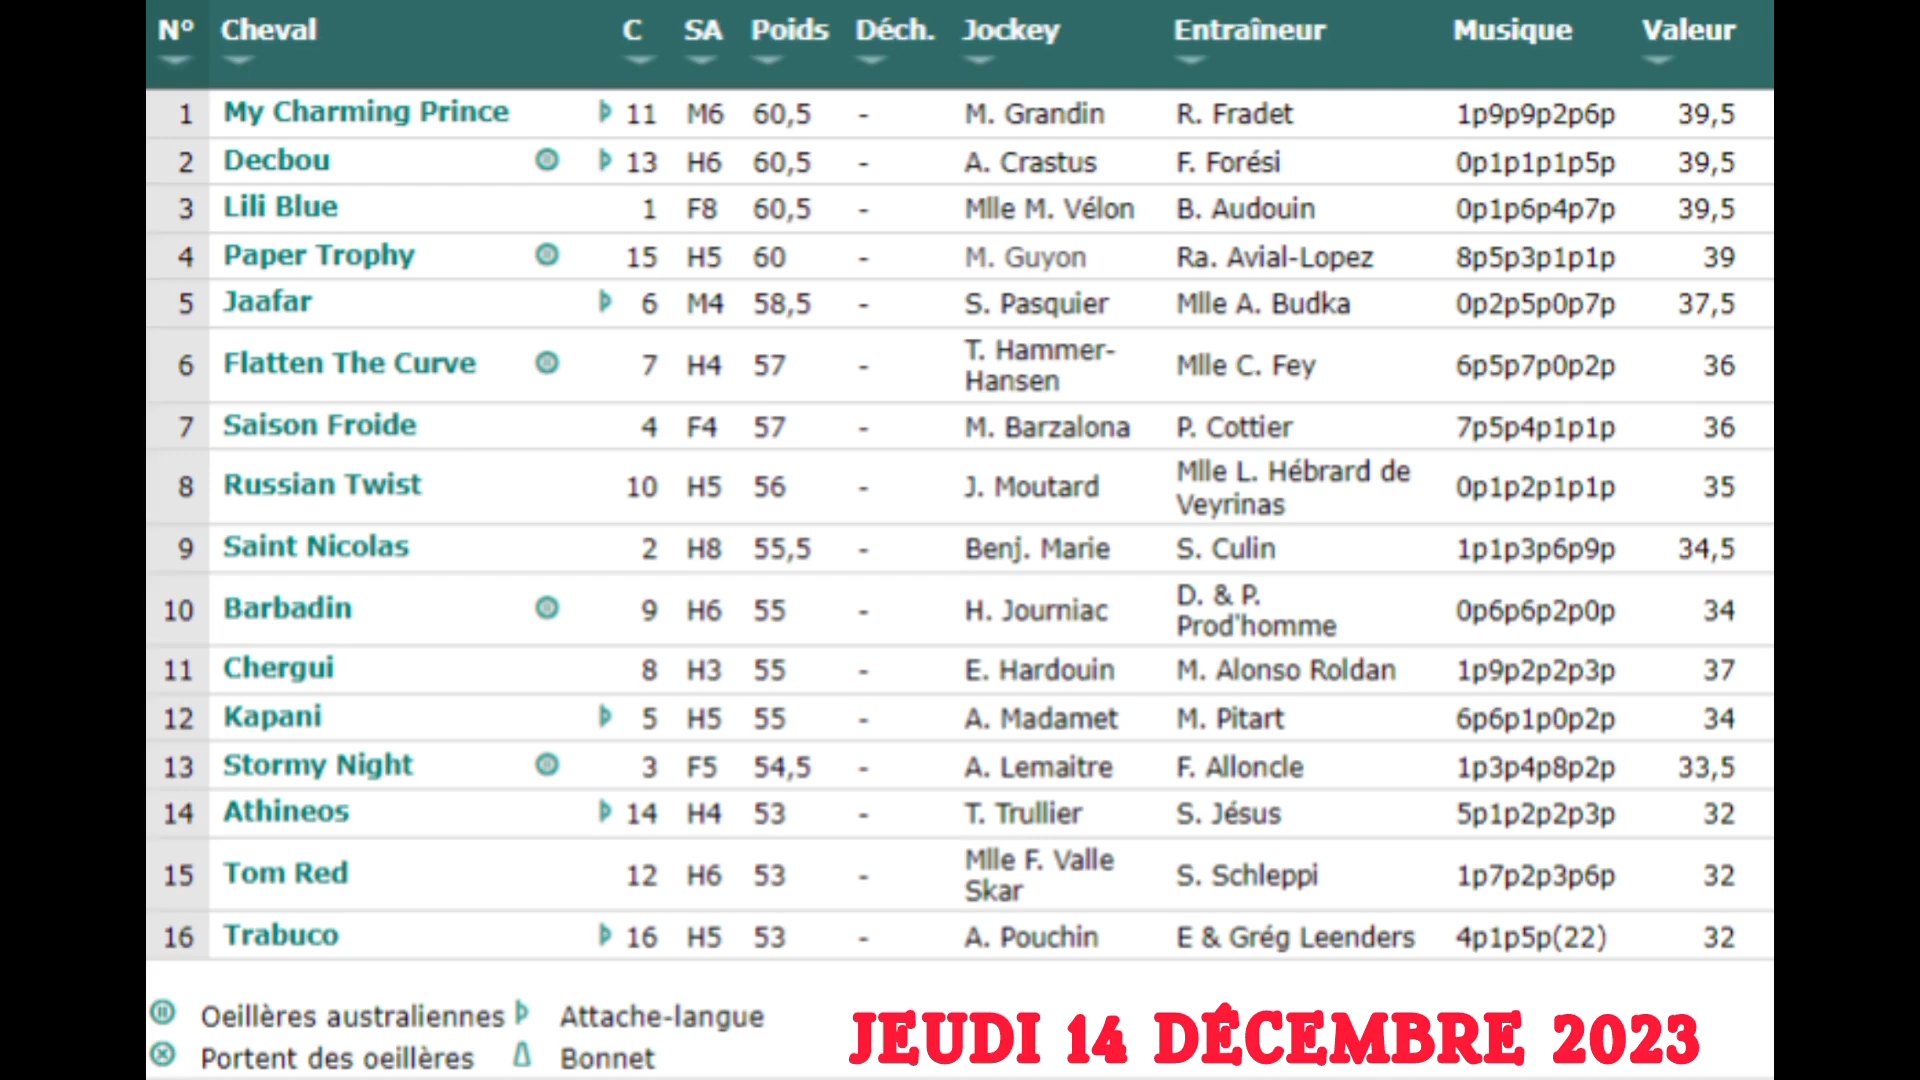 N° Cheval C SA Poids Déch. Jockey Entraîneur Musique Valeur
1 My Charming Prince 11 M6 60,5 - M. Grandin R. Fradet 1p9p9p2p6p 39,5
2 Decbou 13 H6 60,5 - A. Crastus F. Forési 0p1p1p1p5p 39,5
3 Lili Blue 1 F8 60,5 - Mlle M. Vélon B. Audouin 0p1p6p4p7p 39,5
4 Paper Trophy 15 H5 60 - M. Guyon Ra. Avial-Lopez 8p5p3p1p1p 39
5 Jaafar 6 M4 58,5 - S. Pasquier Mlle A. Budka 0p2p5p0p7p 37,5
6 Flatten The Curve 7 H4 57 - T. Hammer-
Hansen Mlle C. Fey 6p5p7p0p2p 36
7 Saison Froide 4 F4 57 - M. Barzalona P. Cottier 7p5p4p1p1p 36
8 Russian Twist 10 H5 56 - J. Moutard Mlle L. Hébrard de
Veyrinas 0p1p2p1p1p 35
9 Saint Nicolas 2 H8 55,5 - Benj. Marie S. Culin 1p1p3p6p9p 34,5
10 Barbadin 9 H6 55 - H. Journiac D. & P.
Prod'homme 0p6p6p2p0p 34
11 Chergui 8 H3 55 - E. Hardouin M. Alonso Roldan 1p9p2p2p3p 37
12 Kapani 5 H5 55 - A. Madamet M. Pitart 6p6p1p0p2p 34
13 Stormy Night 3 F5 54,5 - A. Lemaitre F. Alloncle 1p3p4p8p2p 33,5
14 Athineos 14 H4 53 - T. Trullier S. Jésus 5p1p2p2p3p 32
15 Tom Red 12 H6 53 - Mlle F. Valle
Skar S. Schleppi 1p7p2p3p6p 32
16 Trabuco 16 H5 53 - A. Pouchin E & Grég Leenders 4p1p5p(22) 32
Oeillères australiennes Attache-langue
Portent des oeillères Bonnet
JEUDI 14 DÉCEMBRE 2023